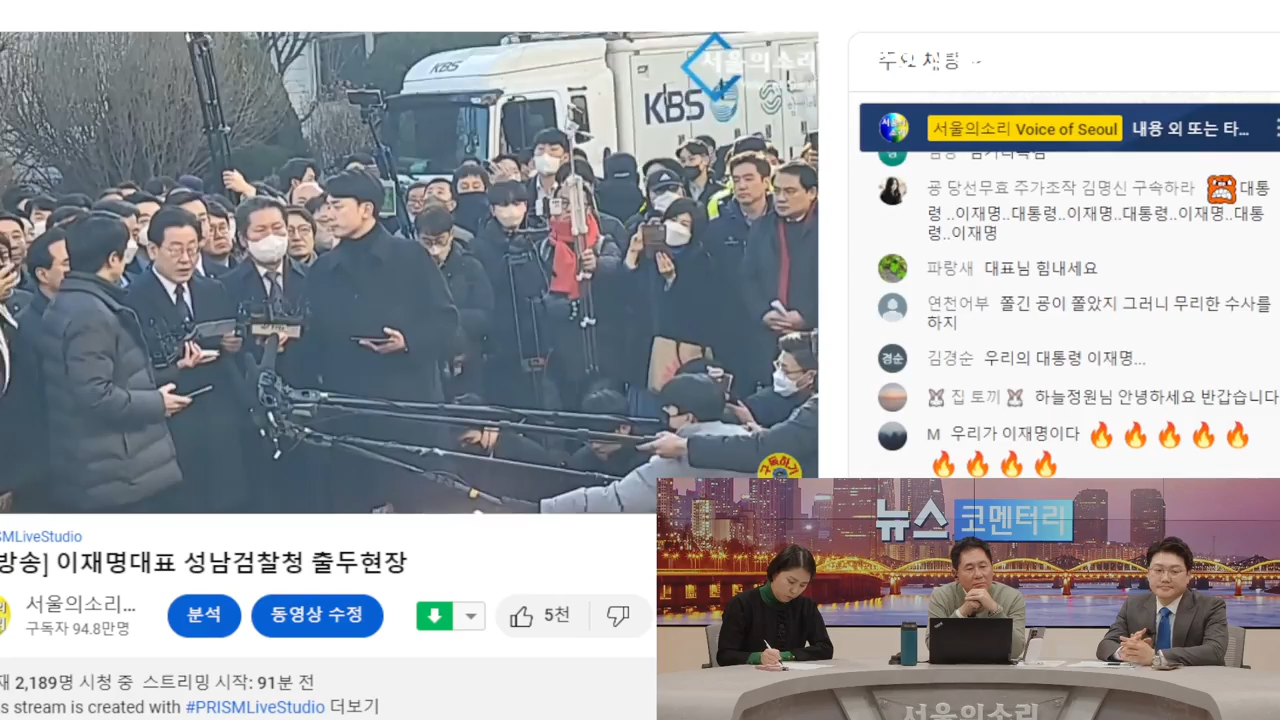 KBS
서울의소리
KBS
구독하기
주요 채팅
서울의소리 Voice of Seoul 내용 외 또는 타...
공 당선무효 주가조작 김명신 구속하라 대통
령 ..이재명..대통령..이재명..대통령..이재명..대통
령..이재명
파랑새 대표님 힘내세요
연천어부 쫄긴 공이 쫄았지 그러니 무리한 수사를
하지
경순 김경순 우리의 대통령 이재명...
집 토끼 하늘정원님 안녕하세요 반갑습니다
M 우리가 이재명이다
SMLiveStudio
방송] 이재명대표 성남검찰청 출두현장
서울의소리...
구독자 94.8만명
분석
동영상 수정
5천
재 2,189명 시청 중 스트리밍 시작: 91분 전
s stream is created with #PRISMLiveStudio 더보기
뉴스 코멘터리
서울의소리